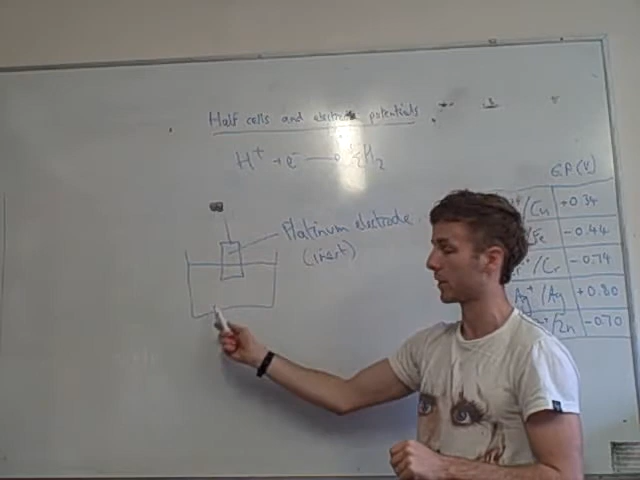 Half cells and electrode potentials
H⁺ + e⁻ → ½H₂
Platinum electrode
(inert)
E.P. (V)
/Cu +0.34
/Fe -0.44
/Cr -0.74
Ag⁺/Ag +0.80
/Zn -0.70